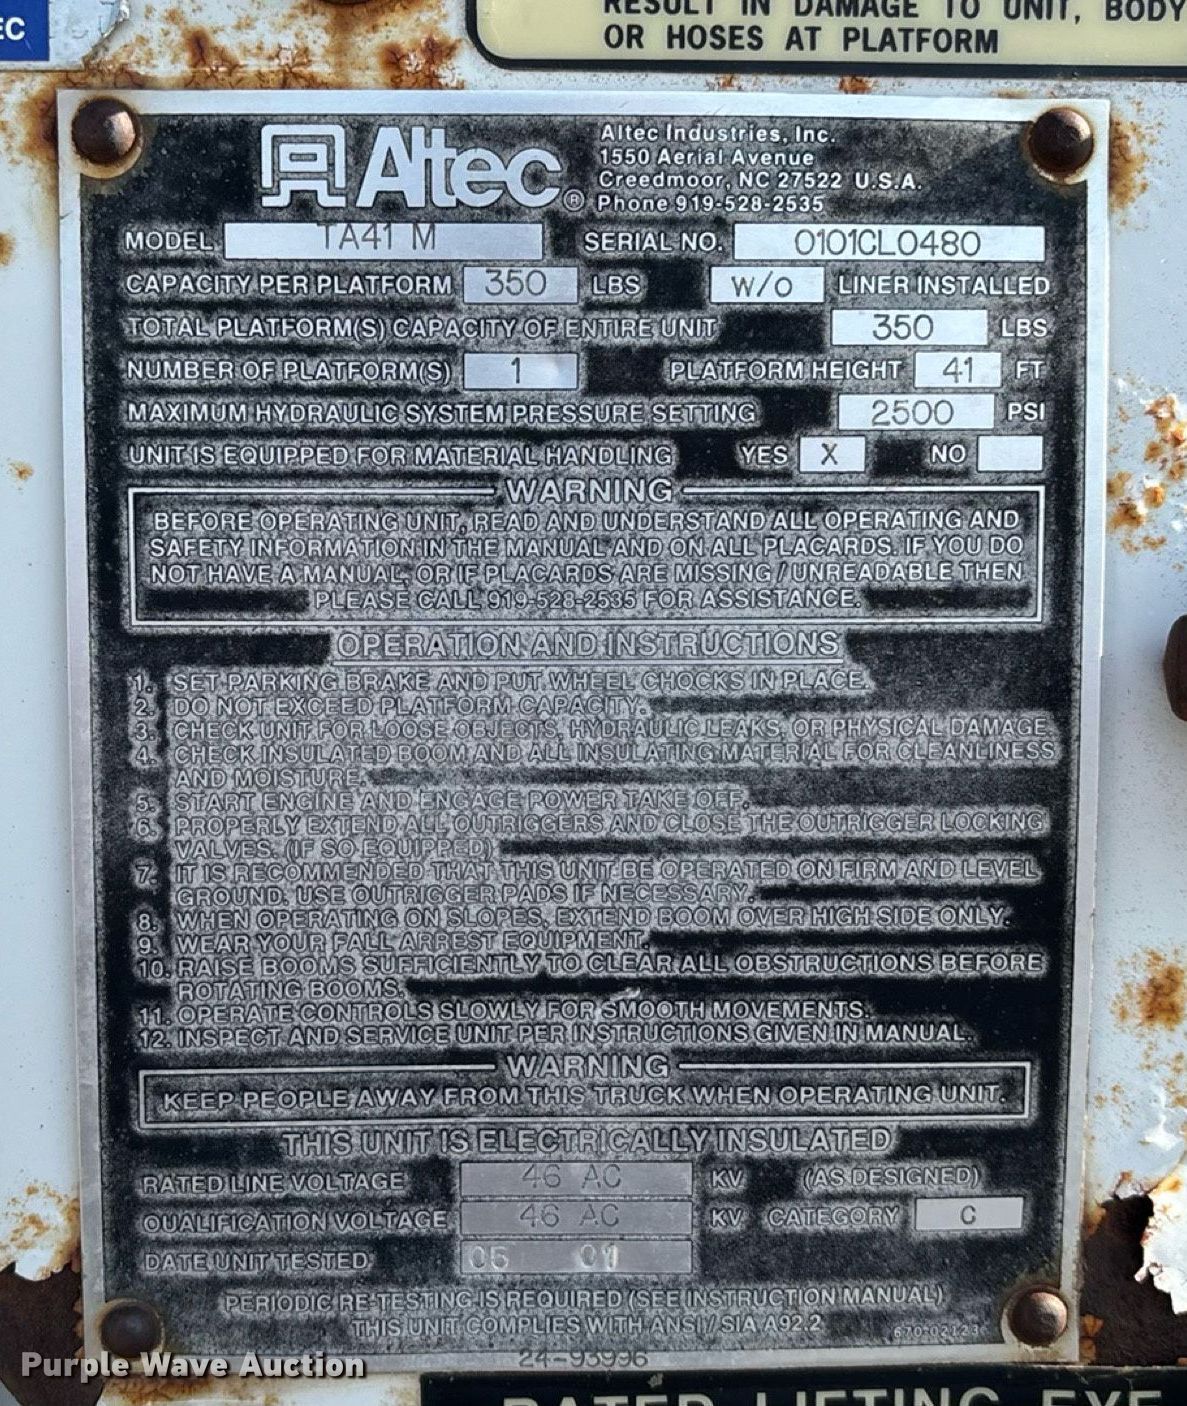 EC
RESULT IN DAMAGE TO UNIT, BODY
OR HOSES AT PLATFORM
Altec®
Altec Industries, Inc.
1550 Aerial Avenue
Creedmoor, NC 27522 U.S.A.
Phone 919-528-2535
MODEL TA41 M SERIAL NO. 0101CL0480
CAPACITY PER PLATFORM 350 LBS W/O LINER INSTALLED
TOTAL PLATFORM(S) CAPACITY OF ENTIRE UNIT 350 LBS
NUMBER OF PLATFORM(S) 1 PLATFORM HEIGHT 41 FT
MAXIMUM HYDRAULIC SYSTEM PRESSURE SETTING 2500 PSI
UNIT IS EQUIPPED FOR MATERIAL HANDLING YES X NO
WARNING
BEFORE OPERATING UNIT, READ AND UNDERSTAND ALL OPERATING AND
SAFETY INFORMATION IN THE MANUAL AND ON ALL PLACARDS. IF YOU DO
NOT HAVE A MANUAL, OR IF PLACARDS ARE MISSING / UNREADABLE THEN
PLEASE CALL 919-528-2535 FOR ASSISTANCE.
OPERATION AND INSTRUCTIONS
1. SET PARKING BRAKE AND PUT WHEEL CHOCKS IN PLACE.
2. DO NOT EXCEED PLATFORM CAPACITY.
3. CHECK UNIT FOR LOOSE OBJECTS, HYDRAULIC LEAKS, OR PHYSICAL DAMAGE.
4. CHECK INSULATED BOOM AND ALL INSULATING MATERIAL FOR CLEANLINESS
AND MOISTURE.
5. START ENGINE AND ENGAGE POWER TAKE OFF.
6. PROPERLY EXTEND ALL OUTRIGGERS AND CLOSE THE OUTRIGGER LOCKING
VALVES. (IF SO EQUIPPED)
7. IT IS RECOMMENDED THAT THIS UNIT BE OPERATED ON FIRM AND LEVEL
GROUND. USE OUTRIGGER PADS IF NECESSARY.
8. WHEN OPERATING ON SLOPES, EXTEND BOOM OVER HIGH SIDE ONLY.
9. WEAR YOUR FALL ARREST EQUIPMENT.
10. RAISE BOOMS SUFFICIENTLY TO CLEAR ALL OBSTRUCTIONS BEFORE
ROTATING BOOMS.
11. OPERATE CONTROLS SLOWLY FOR SMOOTH MOVEMENTS.
12. INSPECT AND SERVICE UNIT PER INSTRUCTIONS GIVEN IN MANUAL.
WARNING
KEEP PEOPLE AWAY FROM THIS TRUCK WHEN OPERATING UNIT.
THIS UNIT IS ELECTRICALLY INSULATED
RATED LINE VOLTAGE 46 AC KV (AS DESIGNED)
QUALIFICATION VOLTAGE 46 AC KV CATEGORY C
DATE UNIT TESTED 05 01
PERIODIC RE-TESTING IS REQUIRED (SEE INSTRUCTION MANUAL)
THIS UNIT COMPLIES WITH ANSI / SIA A92.2
24-93996
Purple Wave Auction
RATED LIFTING EYE